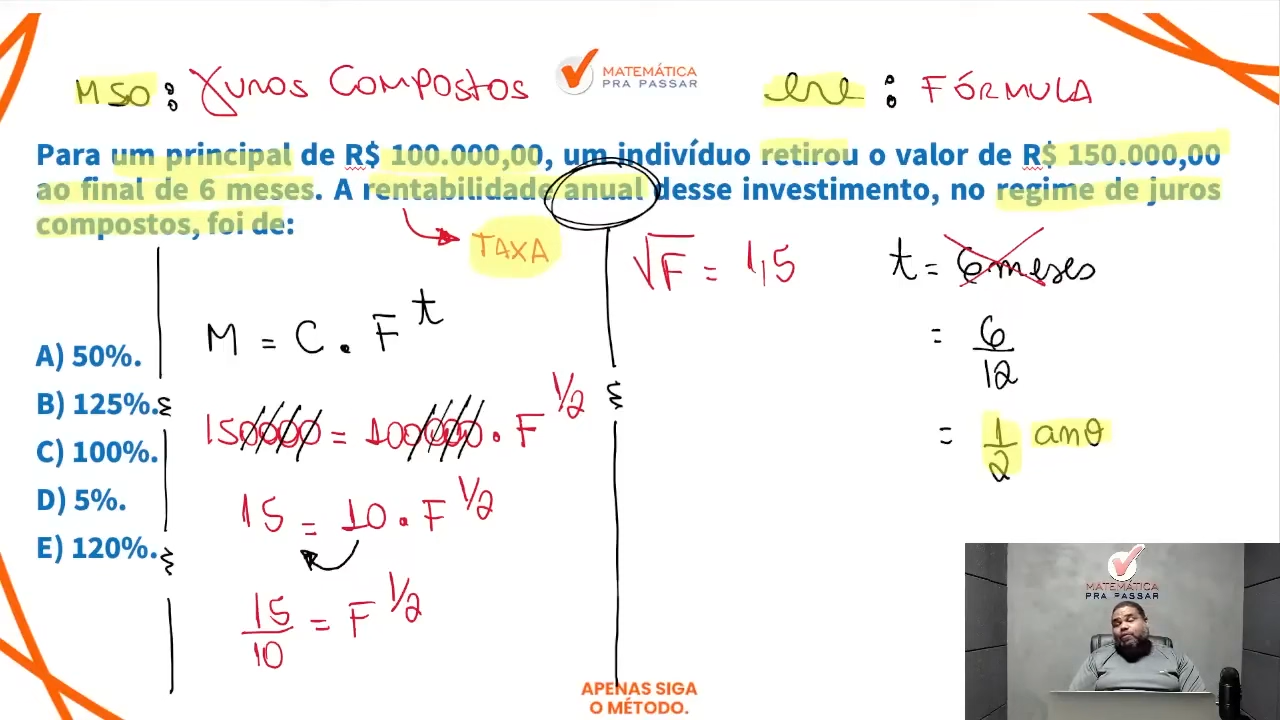 MSO: Juros Compostos
MATEMÁTICA
PRA PASSAR
: FÓRMULA
Para um principal de R$ 100.000,00, um indivíduo retirou o valor de R$ 150.000,00
ao final de 6 meses. A rentabilidade anual desse investimento, no regime de juros
compostos, foi de:
TAXA
A) 50%.
B) 125%.
C) 100%.
D) 5%.
E) 120%.
M = C . F^t
150000 = 100000 . F^1/2
15 = 10 . F^1/2
15/10 = F^1/2
√F = 1,5
t = 6 meses
= 6/12
= 1/2 ano
MATEMÁTICA
PRA PASSAR
APENAS SIGA
O MÉTODO.